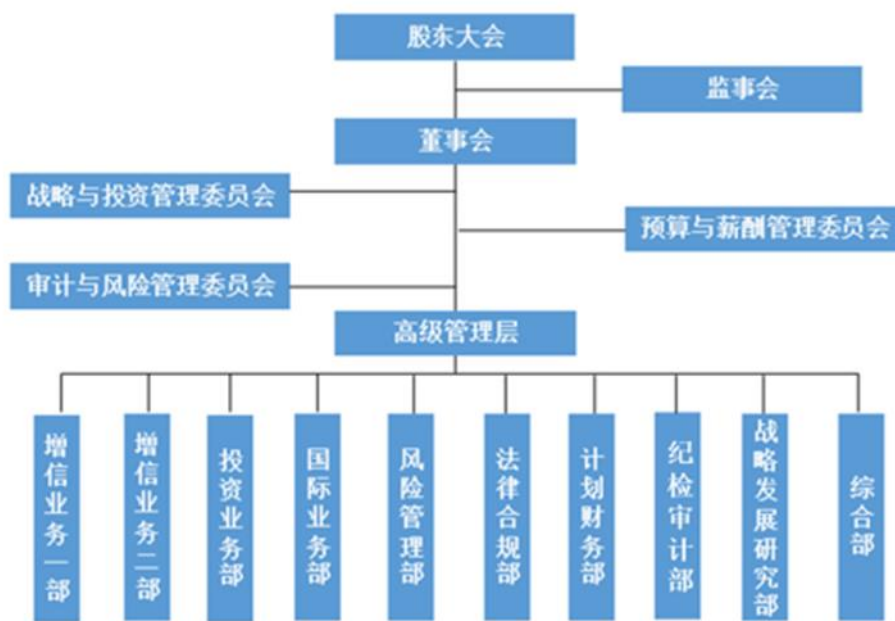 股东大会
监事会
董事会
战略与投资管理委员会
预算与薪酬管理委员会
审计与风险管理委员会
高级管理层
增信业务一部
增信业务二部
投资业务部
国际业务部
风险管理部
法律合规部
计划财务部
纪检审计部
战略发展研究部
综合部